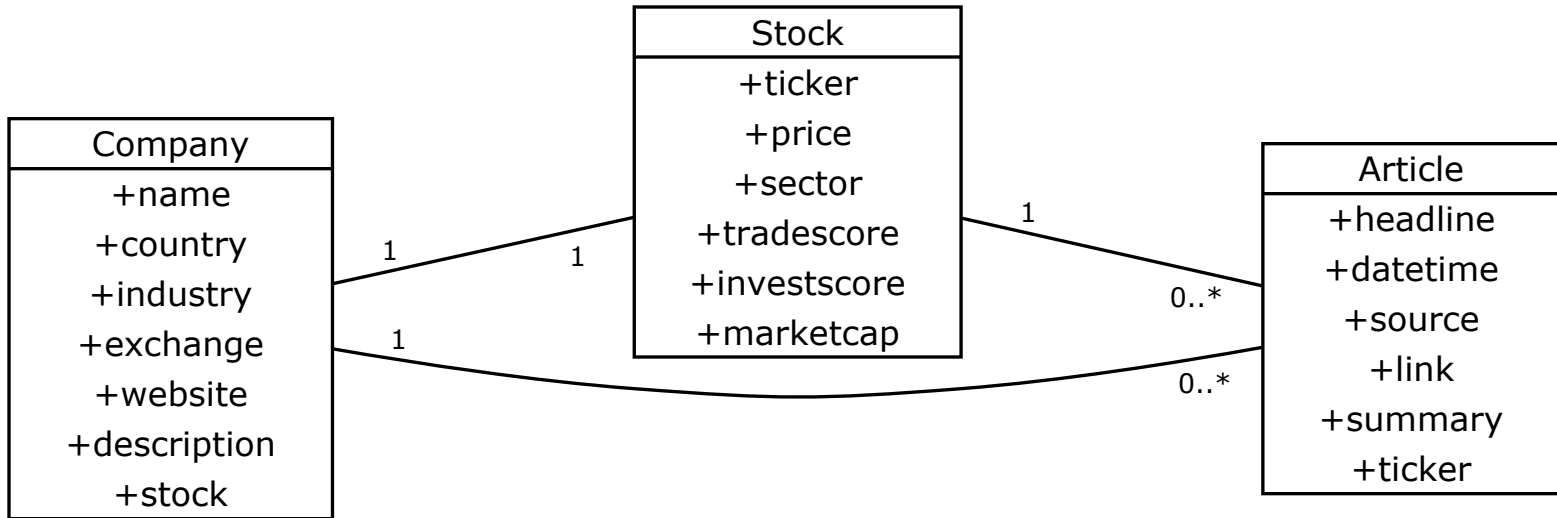 Company
+name
+country
+industry
+exchange
+website
+description
+stock
1
1
1
0..*
Stock
+ticker
+price
+sector
+tradescore
+investscore
+marketcap
1
0..*
Article
+headline
+datetime
+source
+link
+summary
+ticker